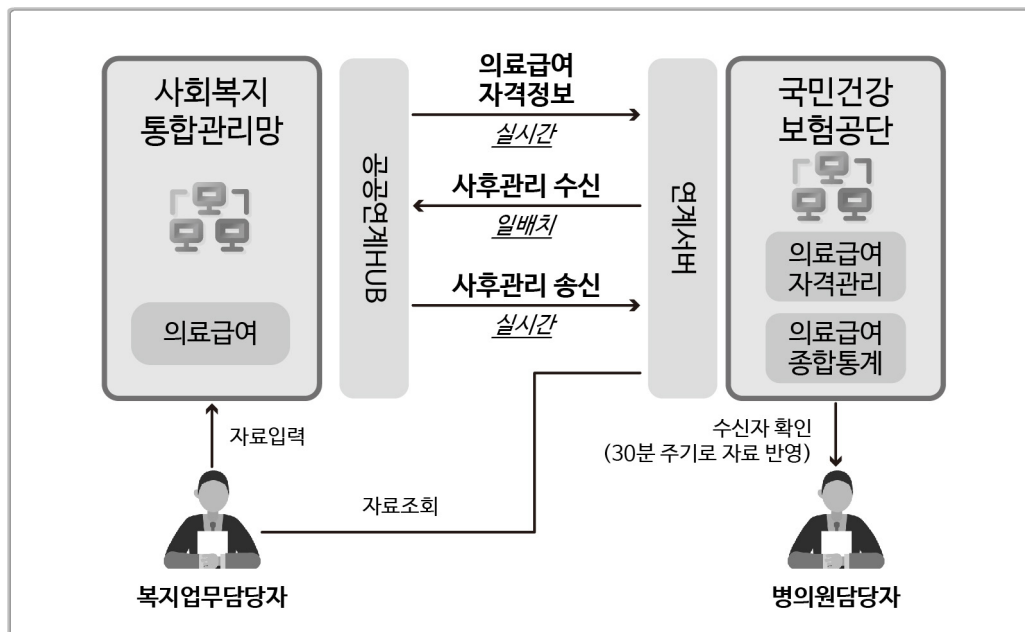 사회복지
통합관리망
의료급여
공공연계HUB
의료급여
자격정보
실시간
사후관리 수신
일배치
사후관리 송신
실시간
연계서버
국민건강
보험공단
의료급여
자격관리
의료급여
종합통계
자료입력
자료조회
수신자 확인
(30분 주기로 자료 반영)
복지업무담당자
병의원담당자